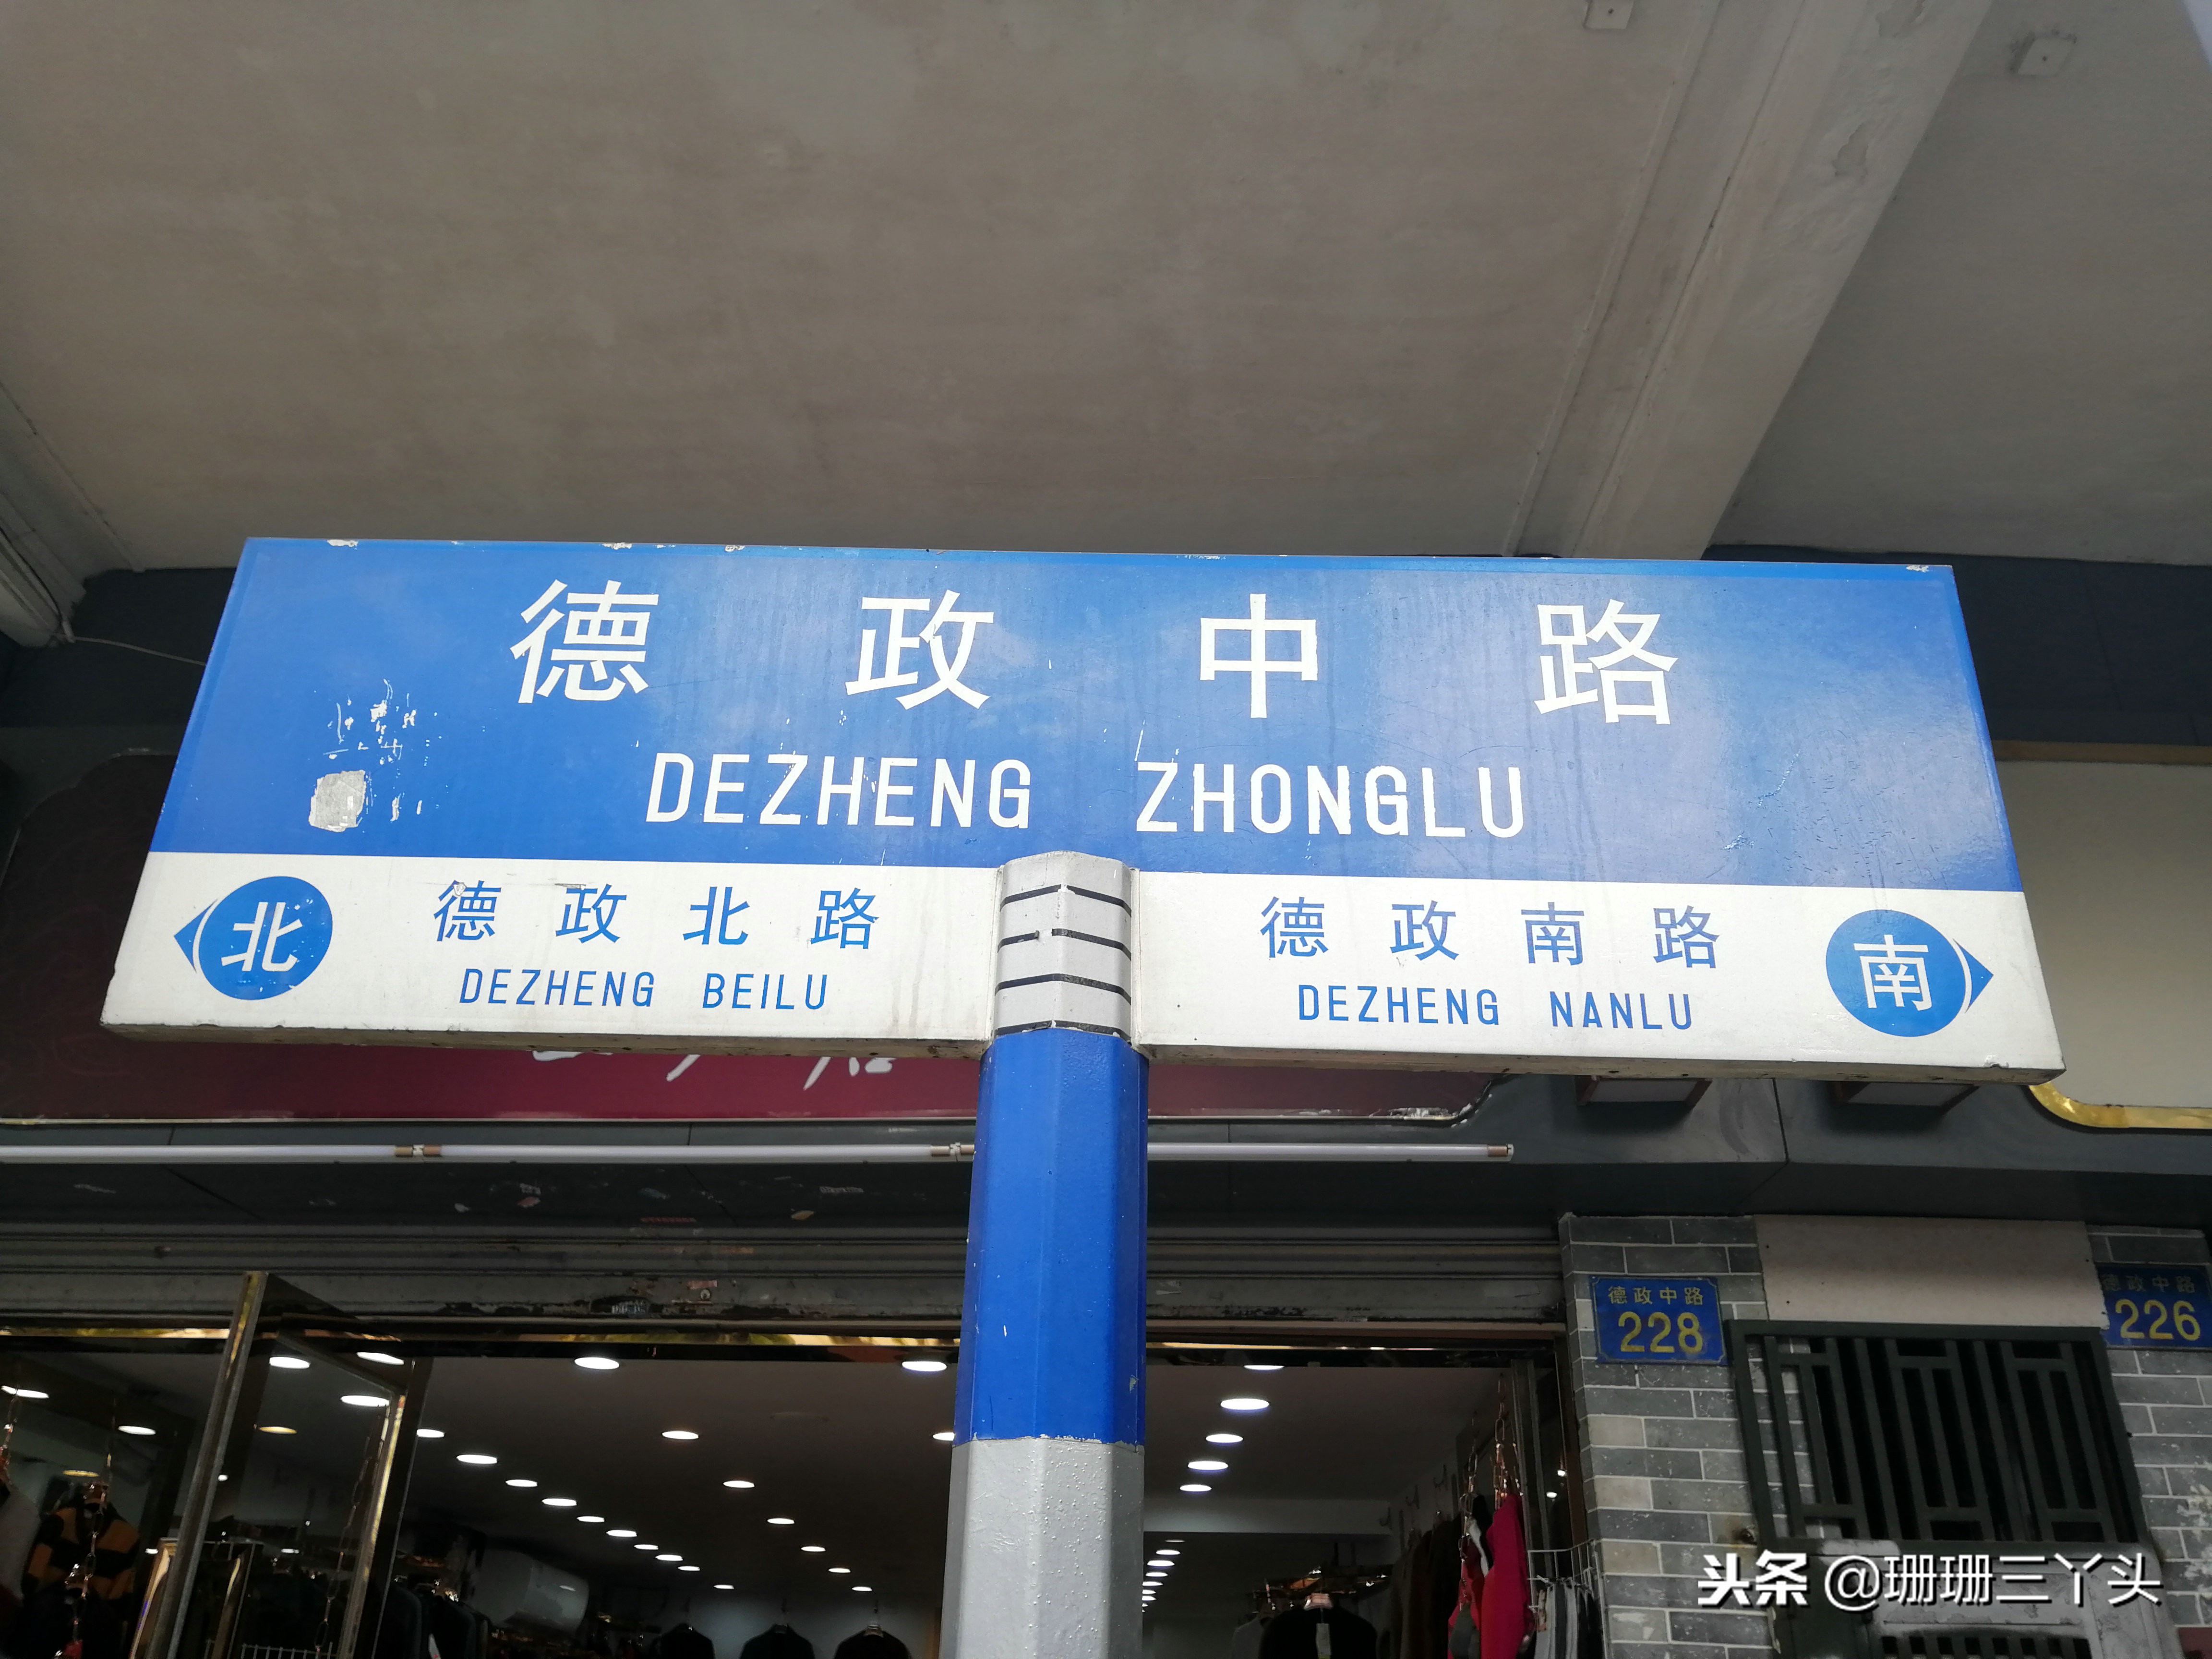 德政中路
DEZHENG ZHONGLU
北
德政北路
DEZHENG BEILU
德政南路
DEZHENG NANLU
南
德政中路
228
德政中路
226
头条 @珊珊三丫头